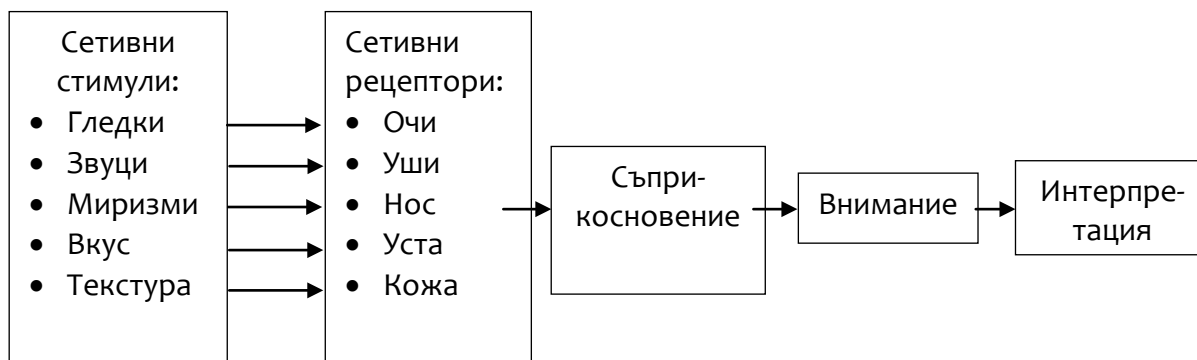 Сетивни
стимули:
• Гледки
• Звуци
• Миризми
• Вкус
• Текстура
Сетивни
рецептори:
• Очи
• Уши
• Нос
• Уста
• Кожа
Съпри-
косновение
Внимание
Интерпре-
тация